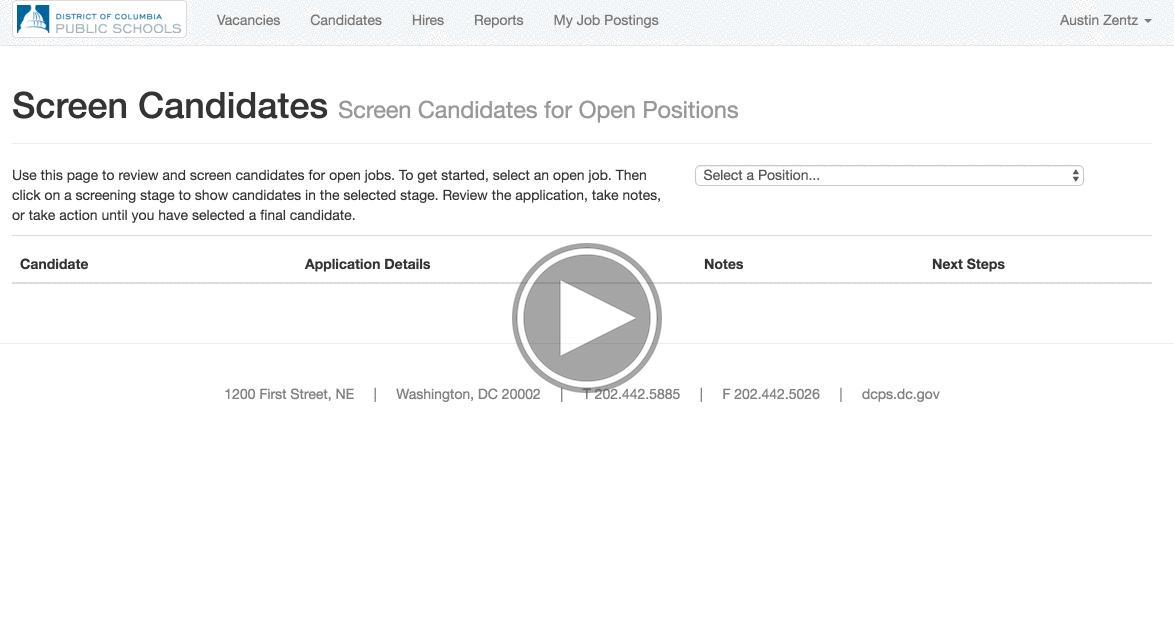 DISTRICT OF COLUMBIA
PUBLIC SCHOOLS
Vacancies Candidates Hires Reports My Job Postings Austin Zentz
Screen Candidates Screen Candidates for Open Positions
Use this page to review and screen candidates for open jobs. To get started, select an open job. Then
click on a screening stage to show candidates in the selected stage. Review the application, take notes,
or take action until you have selected a final candidate.
Select a Position...
Candidate Application Details Notes Next Steps
1200 First Street, NE | Washington, DC 20002 | T 202.442.5885 | F 202.442.5026 | dcps.dc.gov